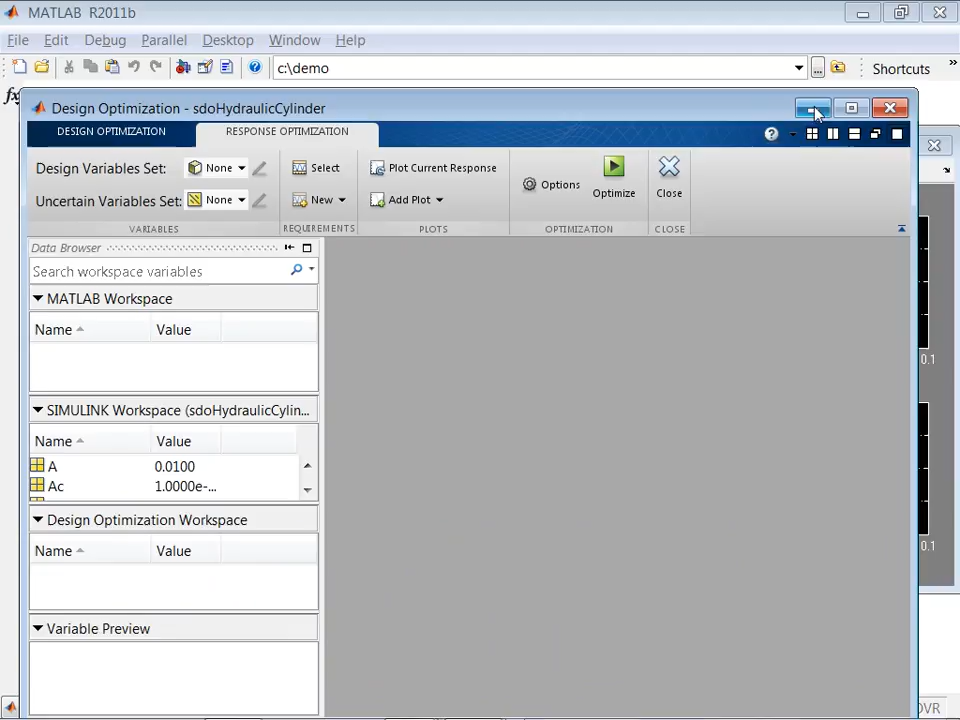 MATLAB R2011b
File Edit Debug Parallel Desktop Window Help
c:\demo ... Shortcuts »
fx
Design Optimization - sdoHydraulicCylinder
DESIGN OPTIMIZATION RESPONSE OPTIMIZATION
Design Variables Set: None Select Plot Current Response
Uncertain Variables Set: None New Add Plot Options Optimize Close
VARIABLES REQUIREMENTS PLOTS OPTIMIZATION CLOSE
Data Browser
Search workspace variables
MATLAB Workspace
Name Value
0.1
SIMULINK Workspace (sdoHydraulicCylin...
Name Value
A 0.0100
Ac 1.0000e-...
Design Optimization Workspace
Name Value
0.1
Variable Preview
OVR